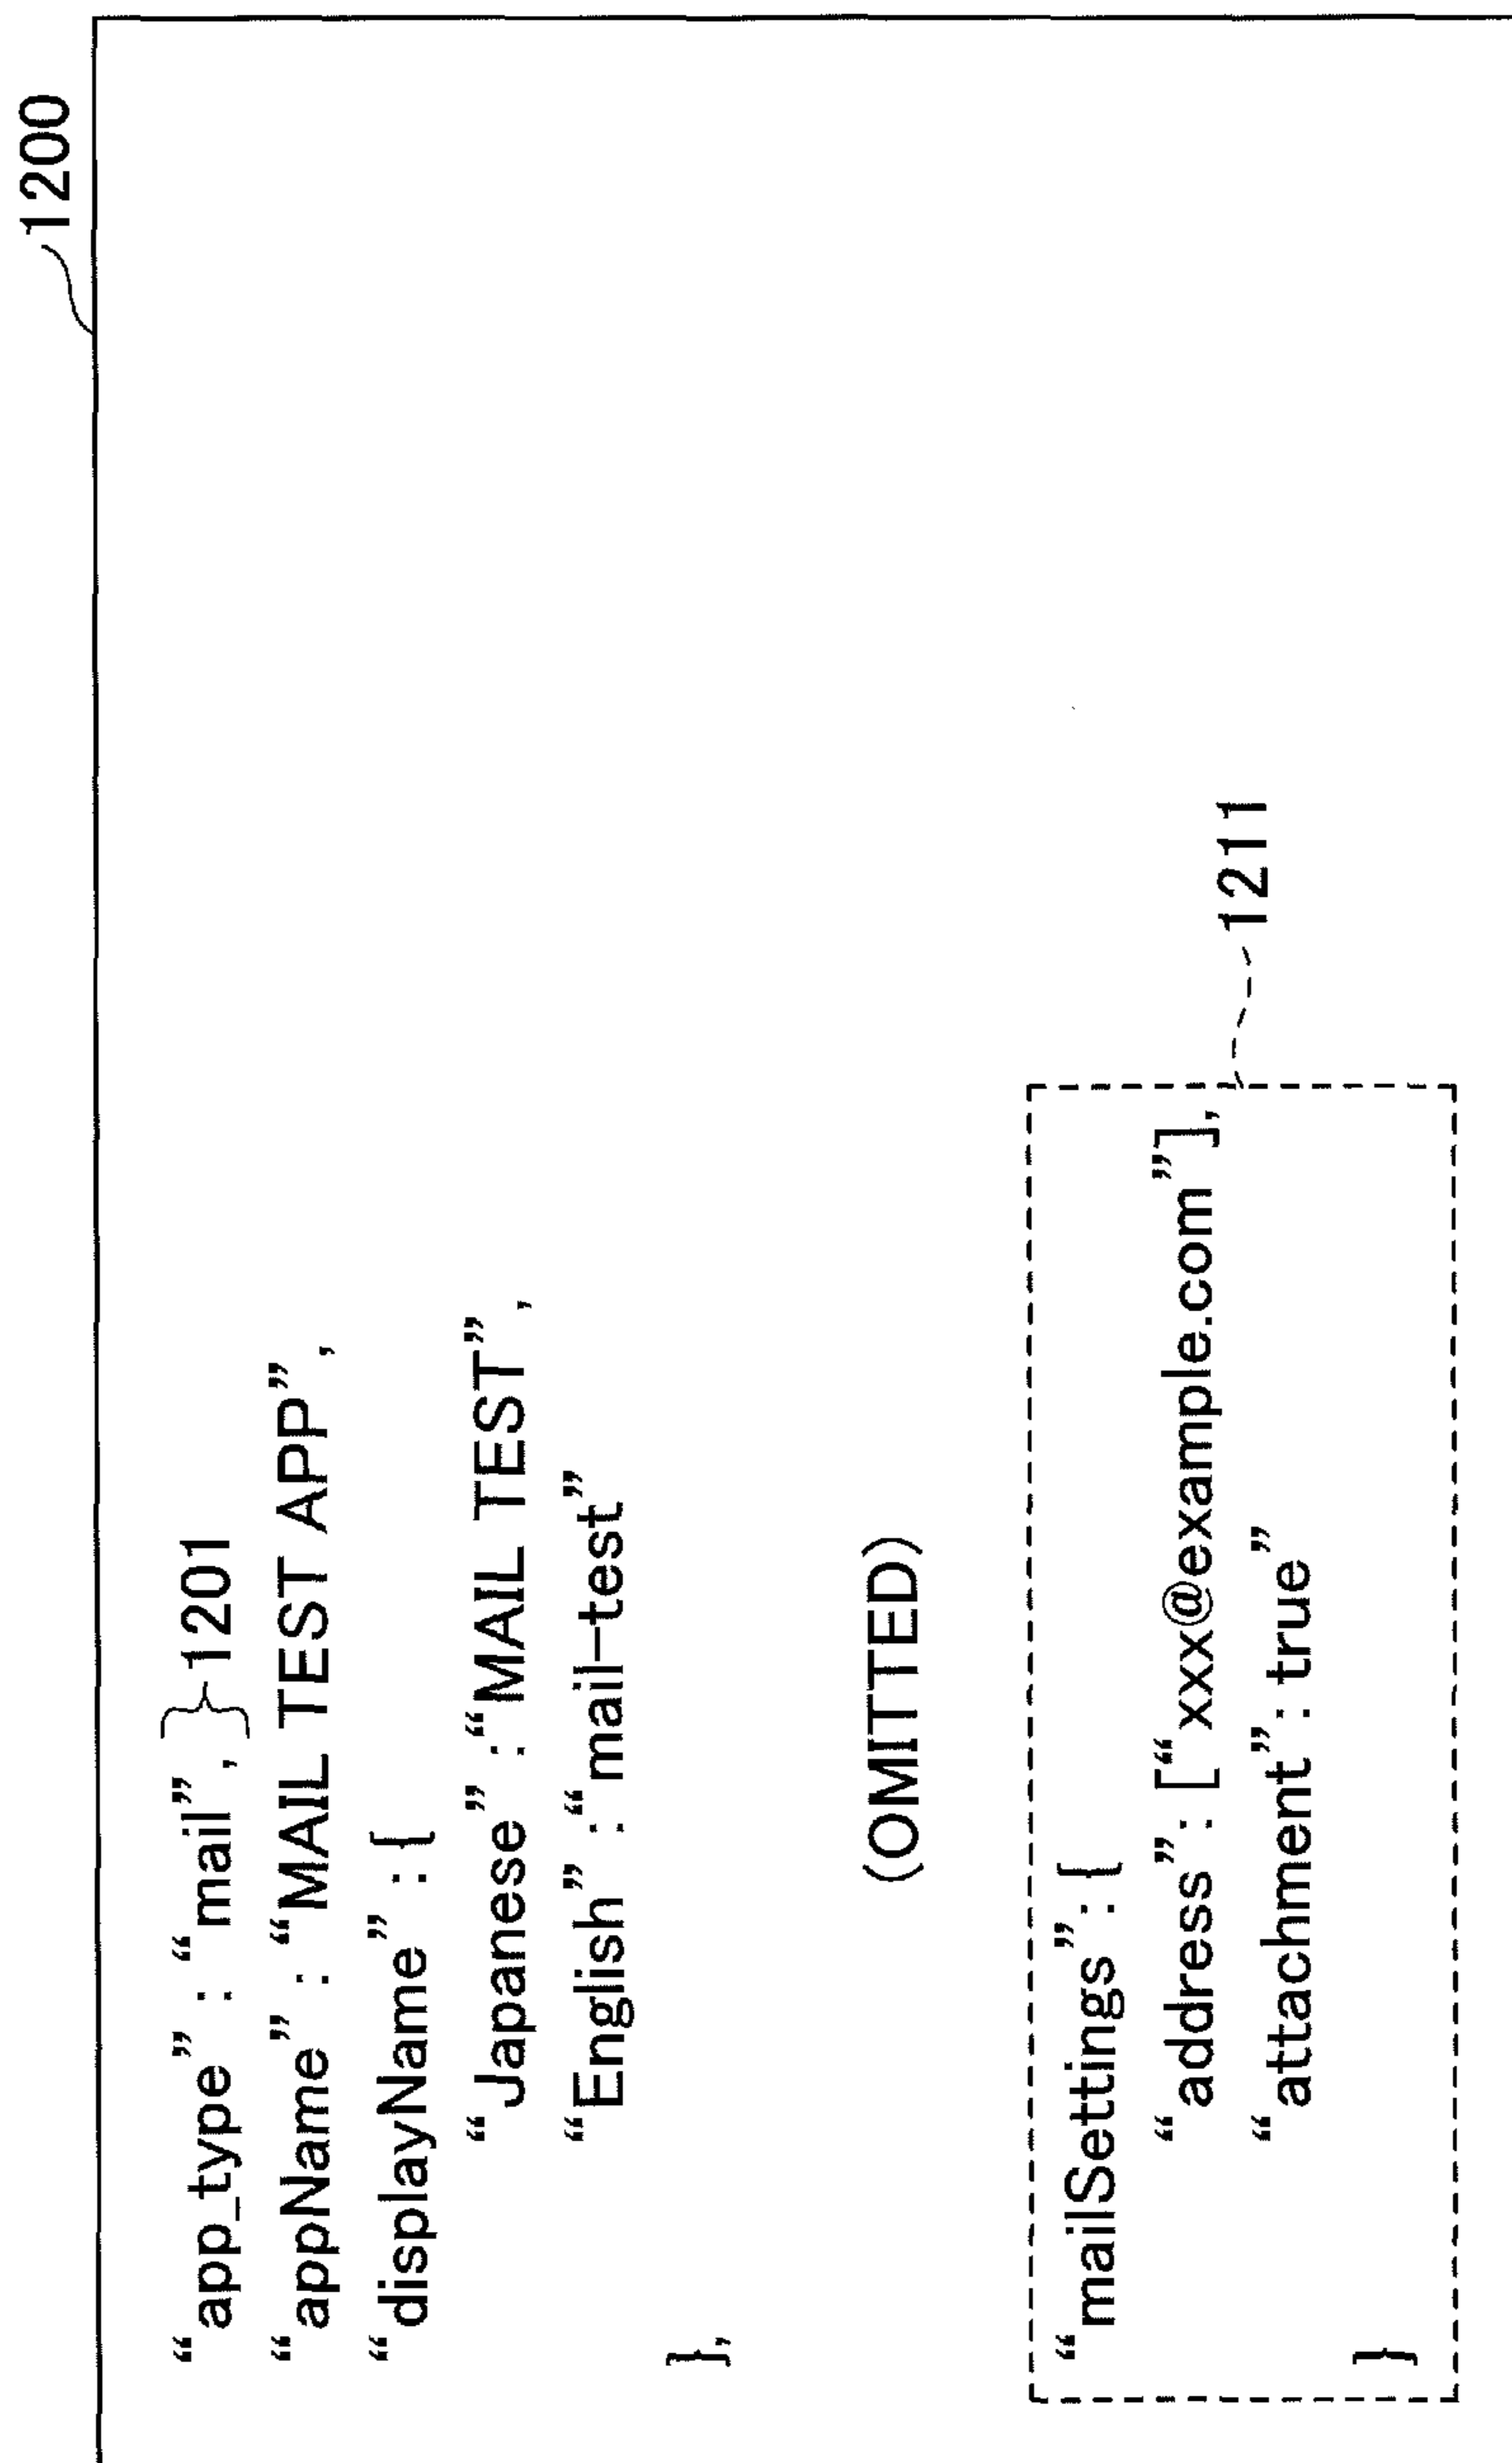 1200
“app_type” : “mail”, 1201
“appName” : “MAIL TEST APP”,
“displayName” : {
“Japanese” : “MAIL TEST”,
“English” : “mail-test”
},
(OMITTED)
“mailSettings” : {
“address” : [“xxx@example.com”],
1211
“attachment” : true”
}